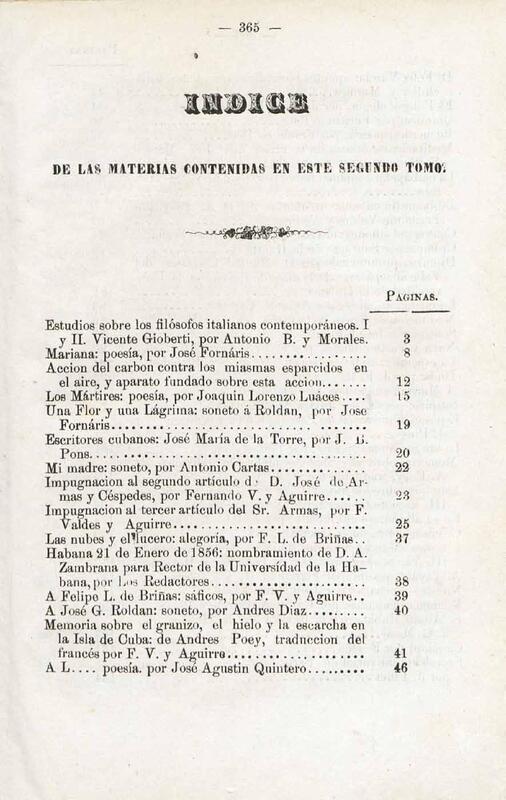 — 365 —
INDICE
DE LAS MATERIAS CONTENIDAS EN ESTE SEGUNDO TOMO.
PAGINAS.
Estudios sobre los filósofos italianos contemporáneos. I
y II. Vicente Gioberti, por Antonio B. y Morales. 3
Mariana: poesía, por José Fornáris.................. 8
Accion del carbon contra los miasmas esparcidos en
el aire, y aparato fundado sobre esta accion....... 12
Los Mártires: poesía, por Joaquin Lorenzo Luáces.... 15
Una Flor y una Lágrima: soneto á Roldan, por Jose
Fornáris.................................... 19
Escritores cubanos: José María de la Torre, por J. B.
Pons....................................... 20
Mi madre: soneto, por Antonio Cartas............... 22
Impugnacion al segundo artículo de D. José de Ar-
mas y Céspedes, por Fernando V. y Aguirre...... 23
Impugnacion al tercer artículo del Sr. Armas, por F.
Valdes y Aguirre........................... 25
Las nubes y el lucero: alegoría, por F. L. de Briñas.. 37
Habana 21 de Enero de 1856: nombramiento de D. A.
Zambrana para Rector de la Universidad de la Ha-
bana, por Los Redactores..................... 38
A Felipe L. de Briñas: sáficos, por F. V. y Aguirre.. 39
A José G. Roldan: soneto, por Andres Diaz......... 40
Memoria sobre el granizo, el hielo y la escarcha en
la Isla de Cuba: de Andres Poey, traduccion del
francés por F. V. y Aguirre..................... 41
A L.... poesía. por José Agustin Quintero......... 46